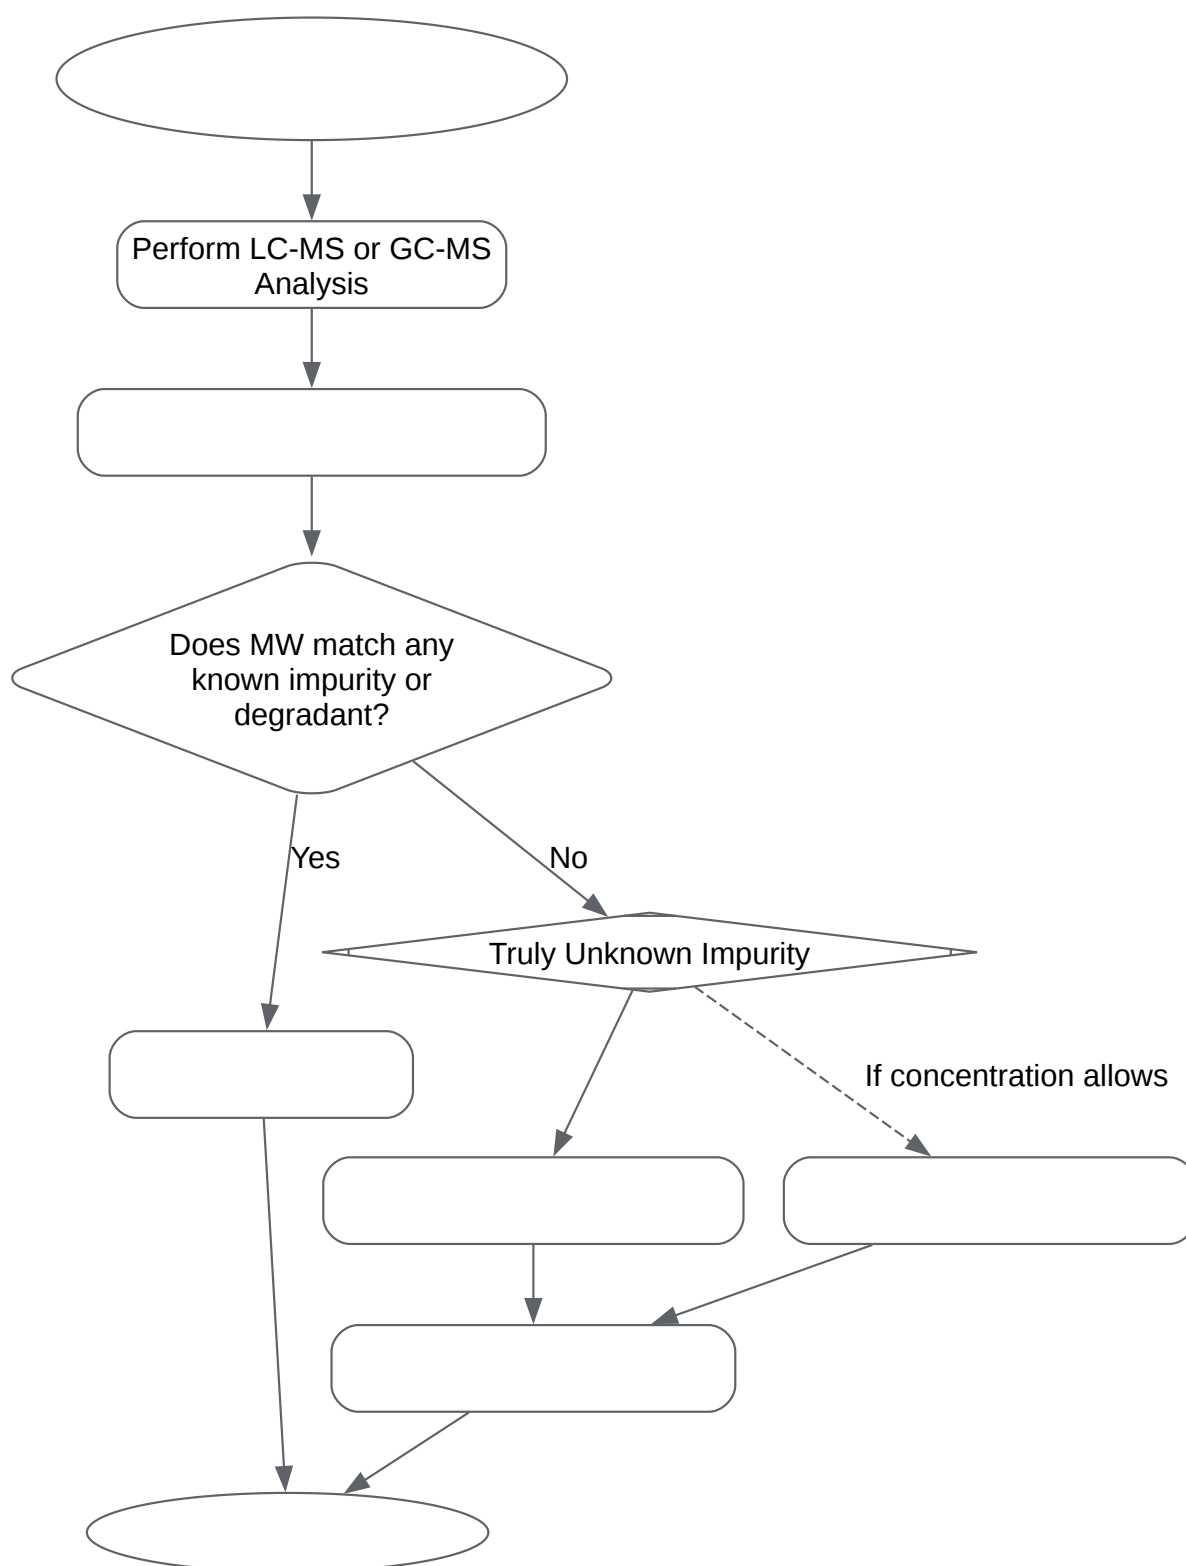 Perform LC-MS or GC-MS
Analysis
Does MW match any
known impurity or
degradant?
Yes
No
Truly Unknown Impurity
If concentration allows